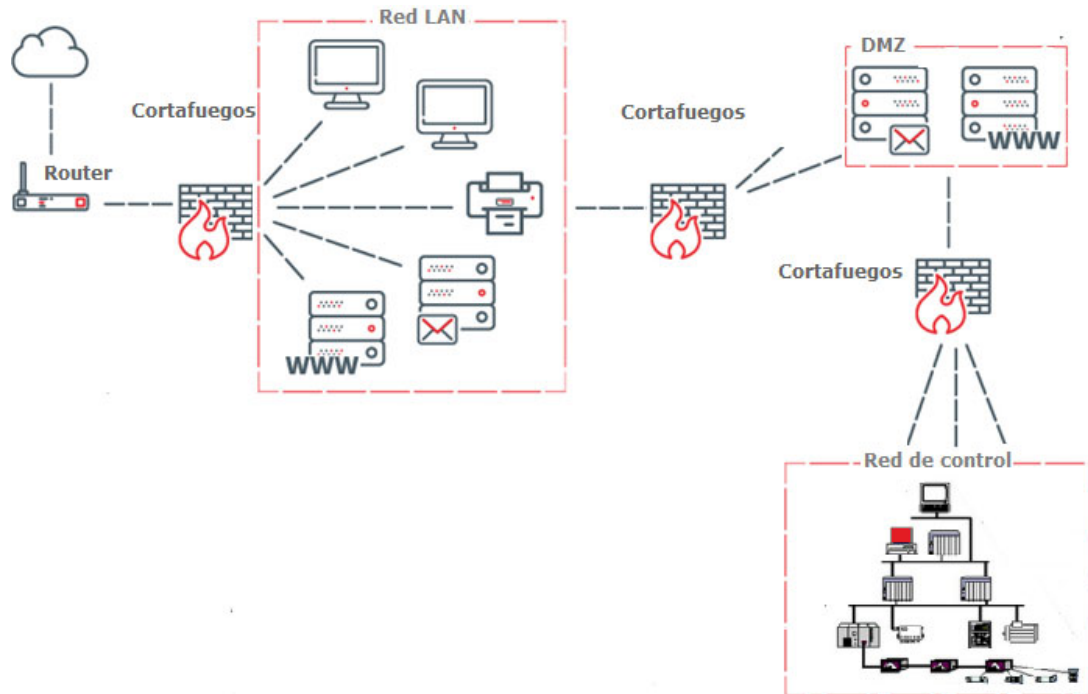 Red LAN
DMZ
Cortafuegos
Cortafuegos
Router
WWW
Cortafuegos
WWW
Red de control